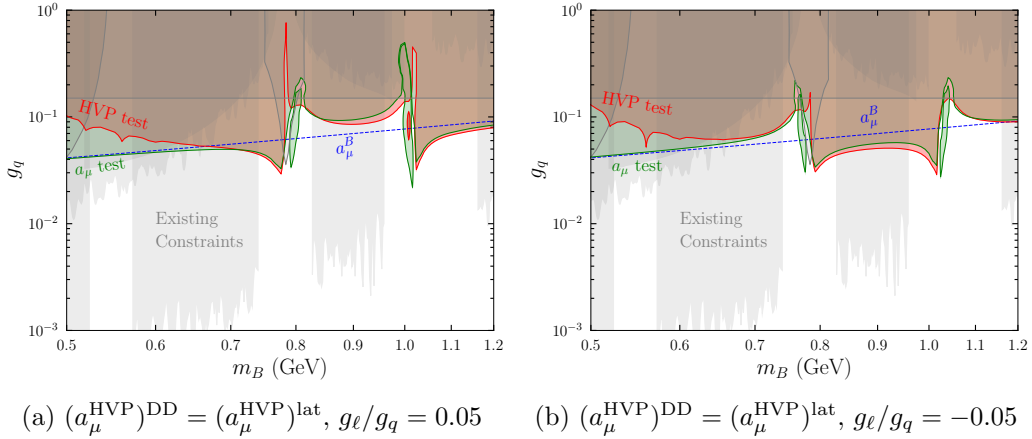 10⁰
10⁻¹
10⁻²
10⁻³
g_q
HVP test
a_μ test
a_μ^B
Existing
Constraints
0.5 0.6 0.7 0.8 0.9 1.0 1.1 1.2
m_B (GeV)
(a) (a_μ^HVP)^DD = (a_μ^HVP)^lat, g_ℓ/g_q = 0.05
10⁰
10⁻¹
10⁻²
10⁻³
g_q
HVP test
a_μ test
a_μ^B
Existing
Constraints
0.5 0.6 0.7 0.8 0.9 1.0 1.1 1.2
m_B (GeV)
(b) (a_μ^HVP)^DD = (a_μ^HVP)^lat, g_ℓ/g_q = −0.05